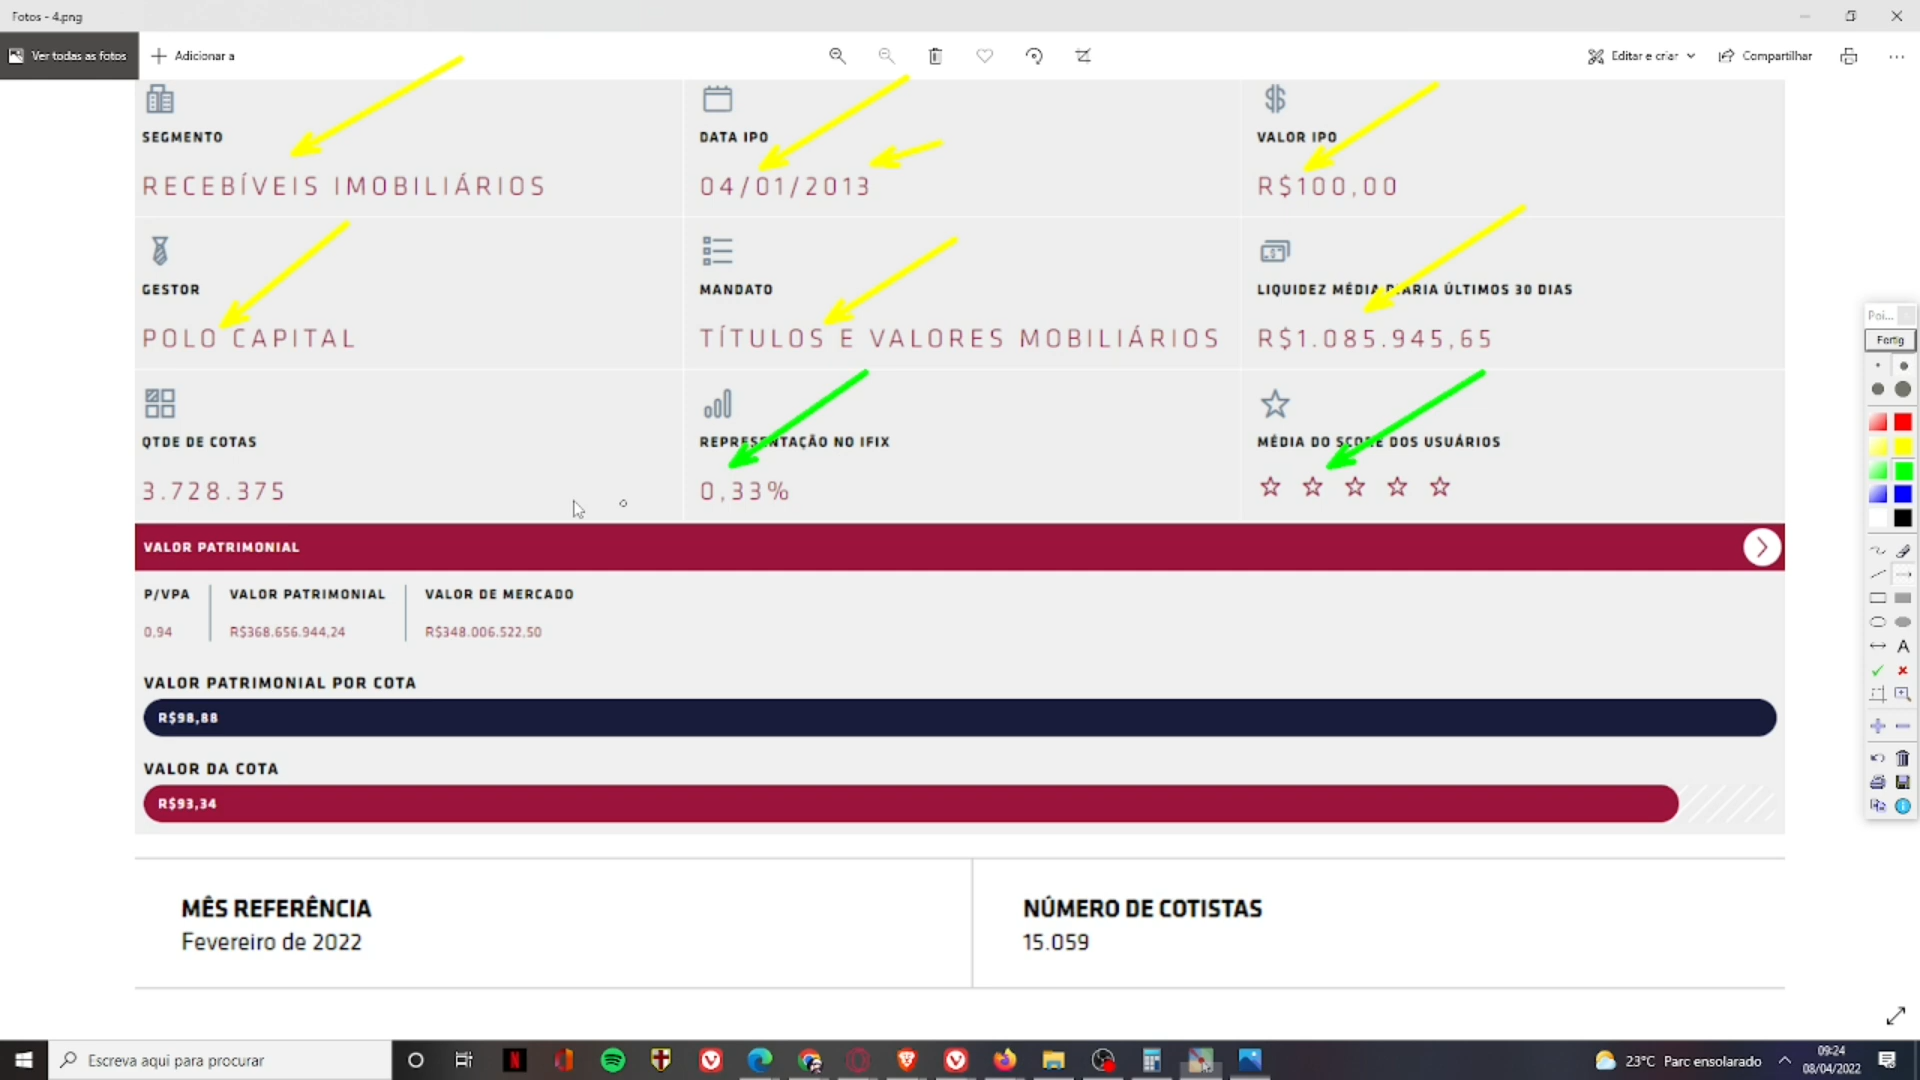 Fotos - 4.png
Ver todas as fotos
Adicionar a
Editar e criar
Compartilhar
SEGMENTO
RECEBÍVEIS IMOBILIÁRIOS
DATA IPO
04/01/2013
VALOR IPO
R$100,00
GESTOR
POLO CAPITAL
MANDATO
TÍTULOS E VALORES MOBILIÁRIOS
LIQUIDEZ MÉDIA DIARIA ÚLTIMOS 30 DIAS
R$1.085.945,65
QTDE DE COTAS
3.728.375
REPRESENTAÇÃO NO IFIX
0,33%
MÉDIA DO SCORE DOS USUÁRIOS
VALOR PATRIMONIAL
P/VPA
0,94
VALOR PATRIMONIAL
R$368.656.944,24
VALOR DE MERCADO
R$348.006.522,50
VALOR PATRIMONIAL POR COTA
R$98,88
VALOR DA COTA
R$93,34
MÊS REFERÊNCIA
Fevereiro de 2022
NÚMERO DE COTISTAS
15.059
Poi...
Fertig
A
Escreva aqui para procurar
23°C Parc ensolarado
09:24
08/04/2022